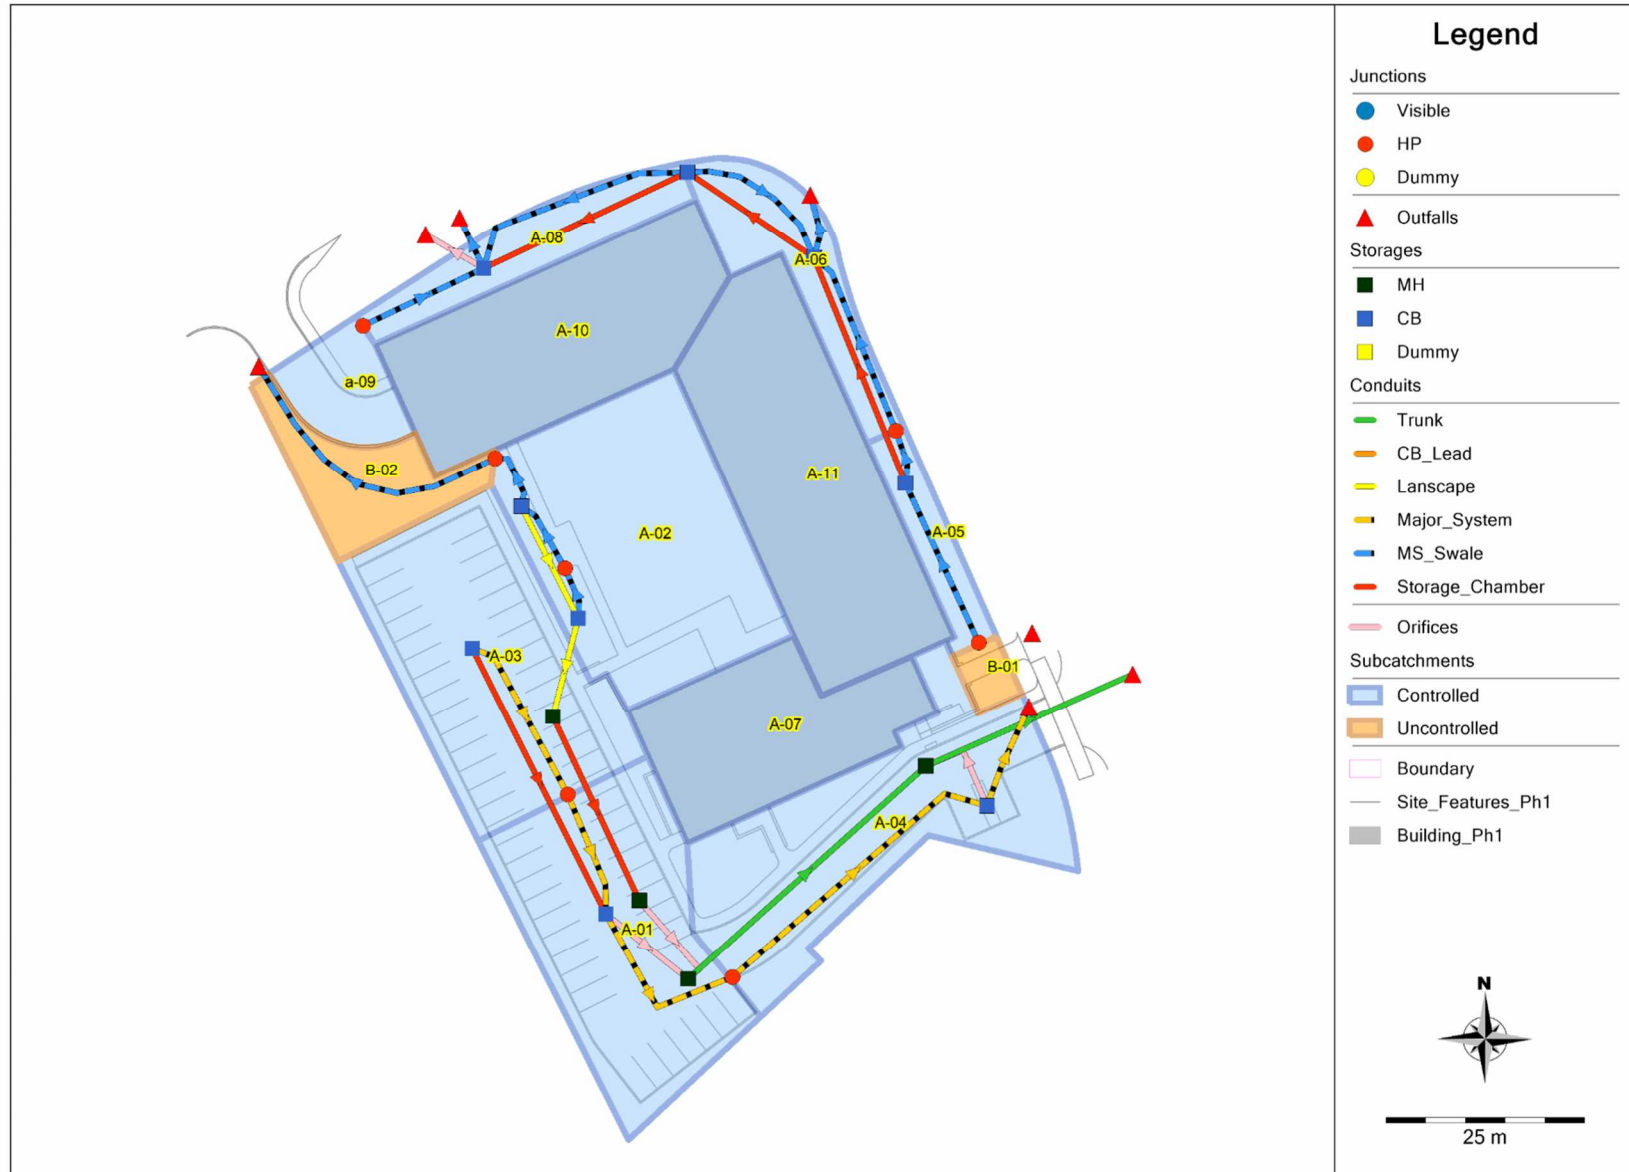 Legend
Junctions
Visible
HP
Dummy
Outfalls
Storages
MH
CB
Dummy
Conduits
Trunk
CB_Lead
Lanscape
Major_System
MS_Swale
Storage_Chamber
Orifices
Subcatchments
Controlled
Uncontrolled
Boundary
Site_Features_Ph1
Building_Ph1
N
25 m
A-08
A-06
A-10
a-09
B-02
A-11
A-02
A-05
A-03
B-01
A-07
A-04
A-01